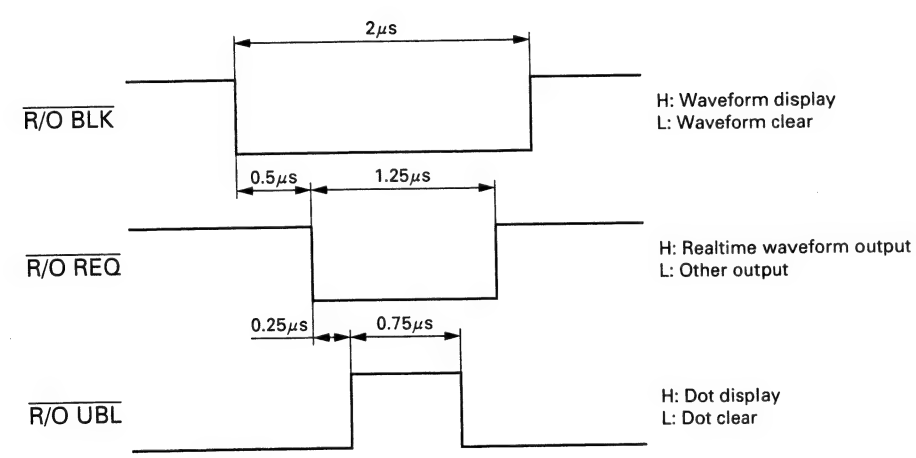 2μs
R/O BLK
H: Waveform display
L: Waveform clear
0.5μs
1.25μs
R/O REQ
H: Realtime waveform output
L: Other output
0.25μs
0.75μs
R/O UBL
H: Dot display
L: Dot clear